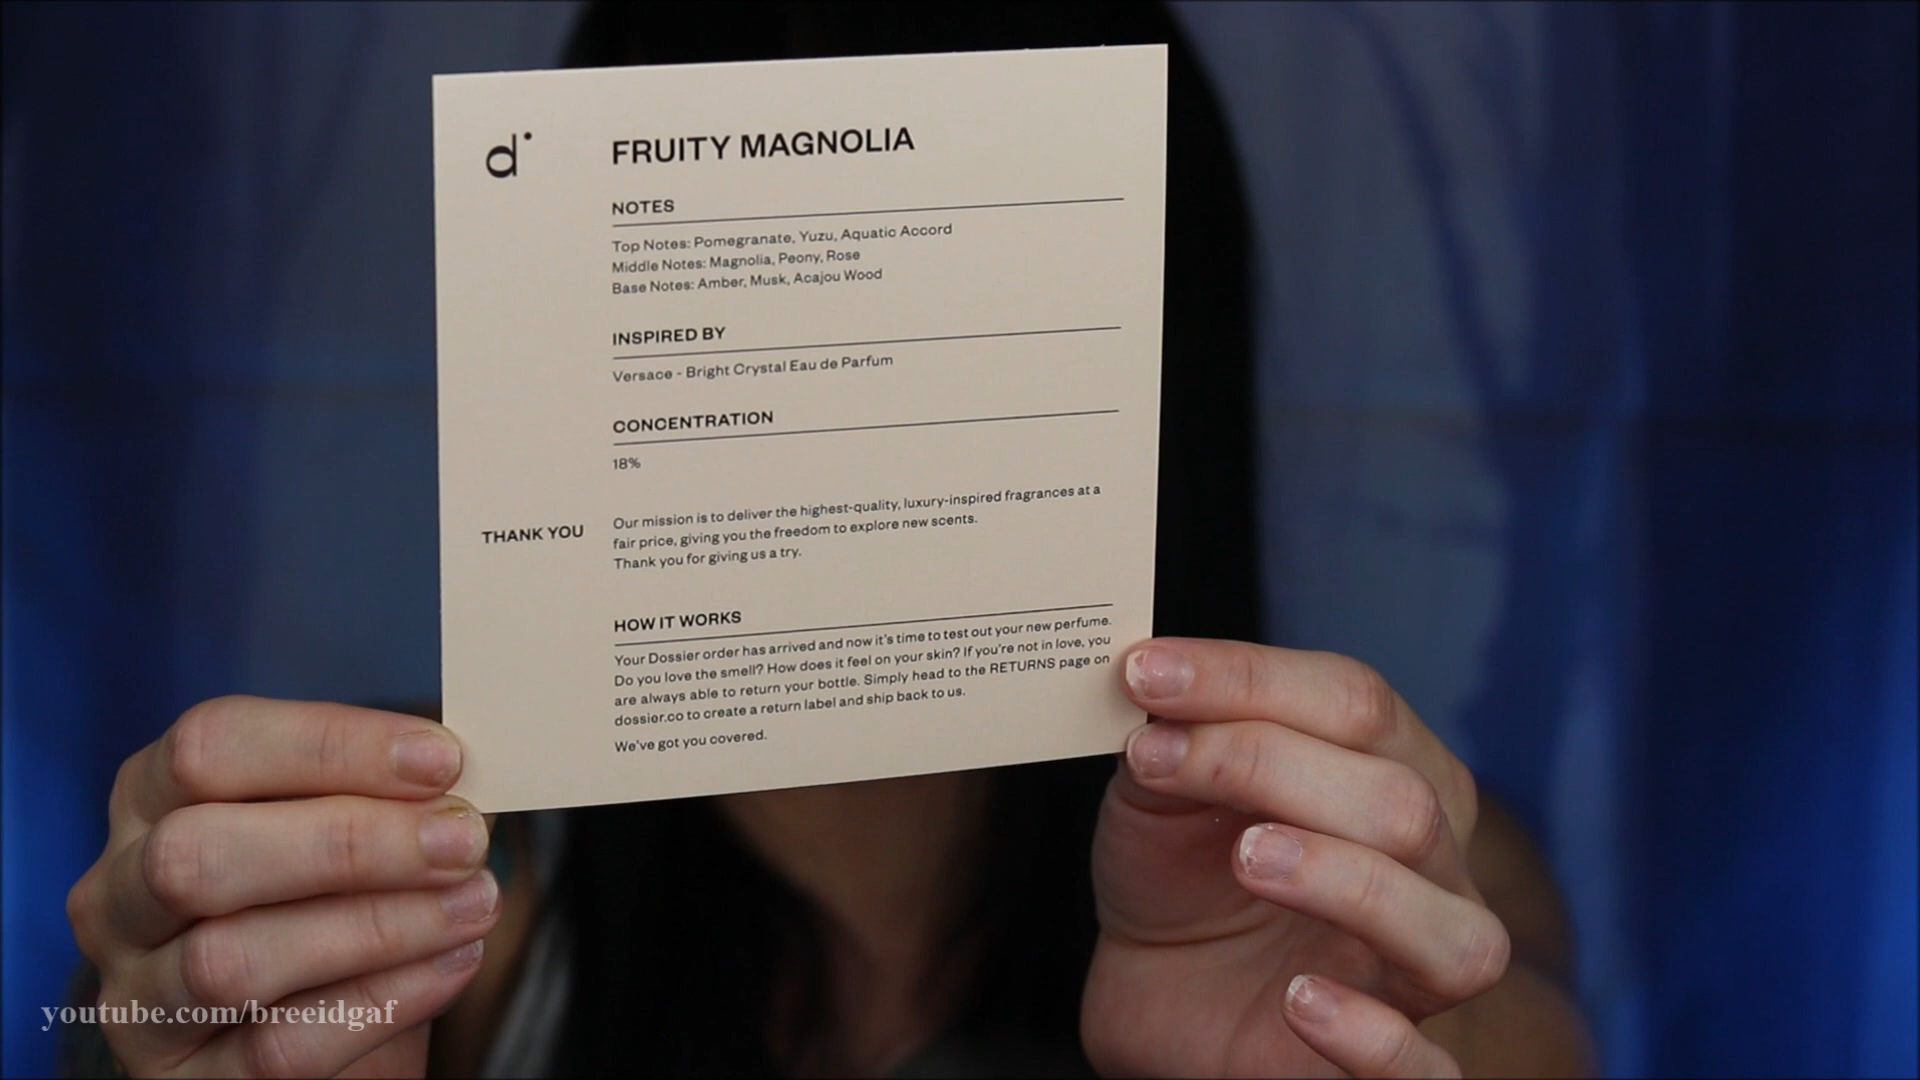 d·
FRUITY MAGNOLIA
NOTES
Top Notes: Pomegranate, Yuzu, Aquatic Accord
Middle Notes: Magnolia, Peony, Rose
Base Notes: Amber, Musk, Acajou Wood
INSPIRED BY
Versace - Bright Crystal Eau de Parfum
CONCENTRATION
18%
THANK YOU
Our mission is to deliver the highest-quality, luxury-inspired fragrances at a
fair price, giving you the freedom to explore new scents.
Thank you for giving us a try.
HOW IT WORKS
Your Dossier order has arrived and now it's time to test out your new perfume.
Do you love the smell? How does it feel on your skin? If you're not in love, you
are always able to return your bottle. Simply head to the RETURNS page on
dossier.co to create a return label and ship back to us.
We've got you covered.
youtube.com/breeidgaf